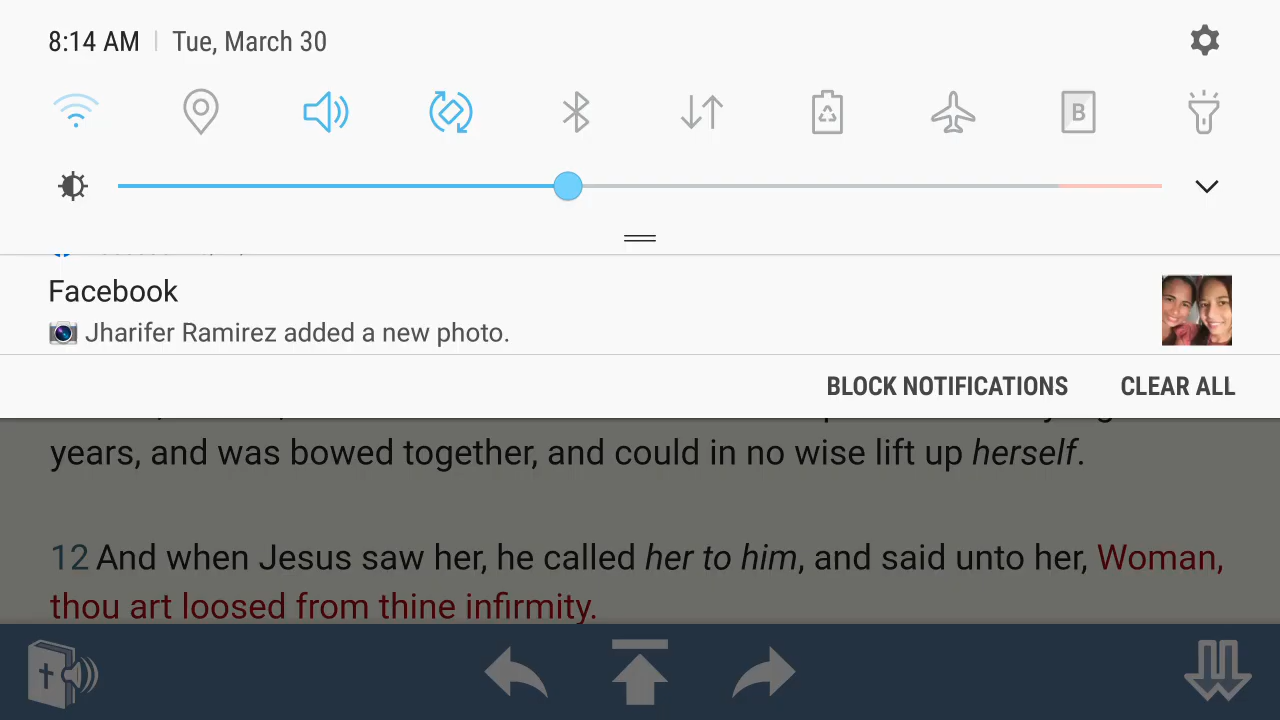 8:14 AM Tue, March 30
B
Facebook
Jharifer Ramirez added a new photo.
BLOCK NOTIFICATIONS CLEAR ALL
years, and was bowed together, and could in no wise lift up herself.
12 And when Jesus saw her, he called her to him, and said unto her, Woman,
thou art loosed from thine infirmity.